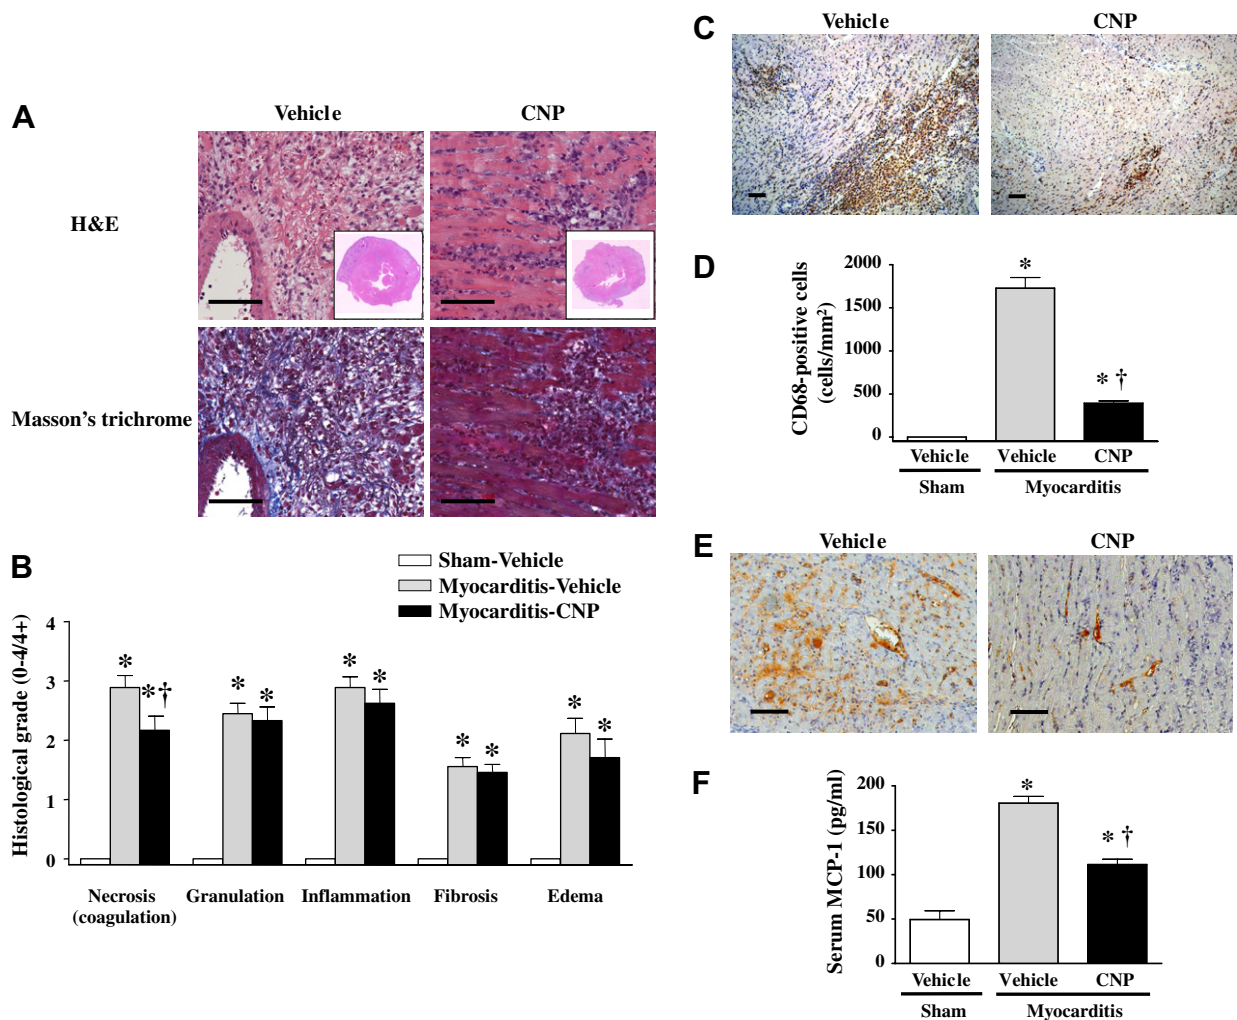 A
Vehicle CNP
H&E
Masson's trichrome
B
Sham-Vehicle
Myocarditis-Vehicle
Myocarditis-CNP
Histological grade (0-4/4+)
4
3
2
1
0
* *† * * * * * * * *
Necrosis (coagulation)
Granulation
Inflammation
Fibrosis
Edema
C
Vehicle CNP
D
CD68-positive cells
(cells/mm²)
2000
1500
1000
500
0
*
* †
Vehicle Vehicle CNP
Sham Myocarditis
E
Vehicle CNP
F
Serum MCP-1 (pg/ml)
200
150
100
50
0
*
* †
Vehicle Vehicle CNP
Sham Myocarditis